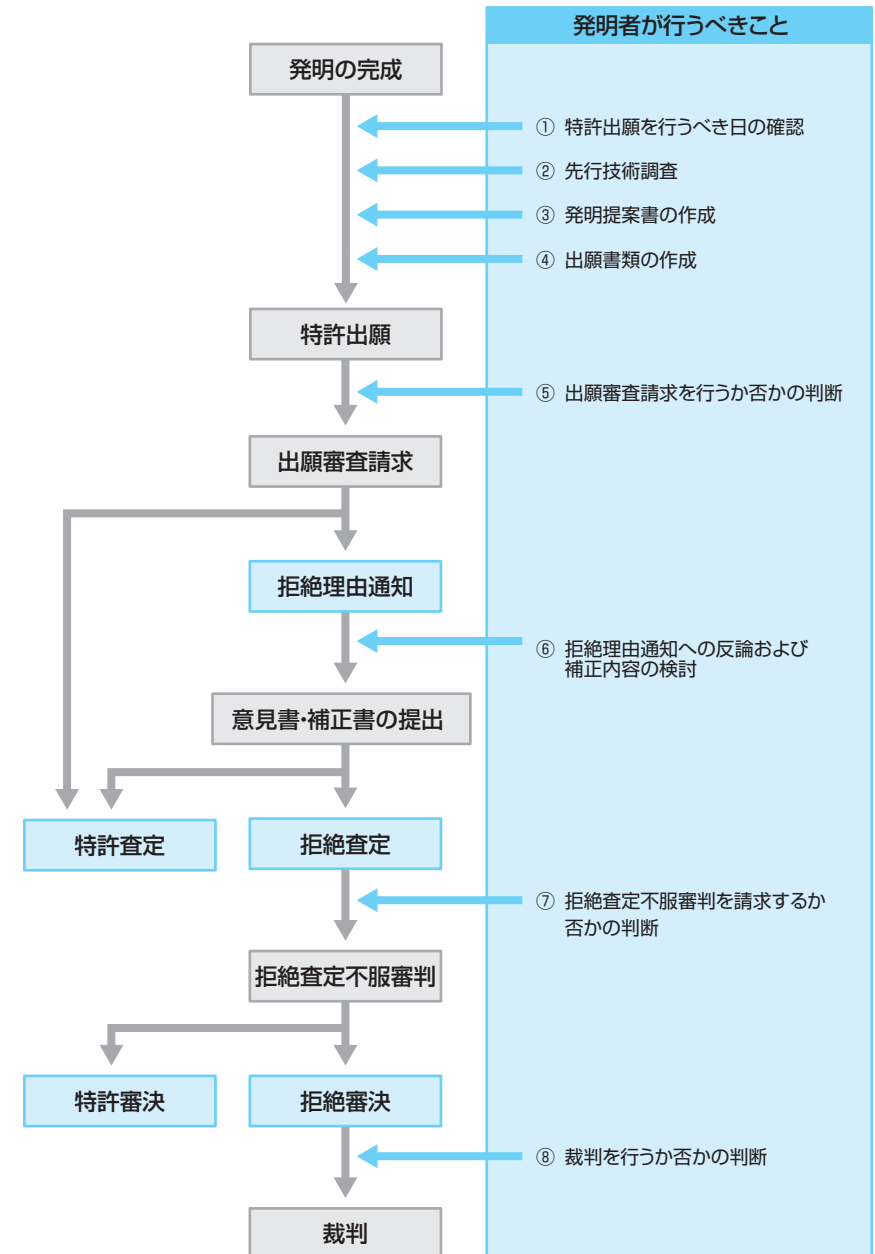 発明者が行うべきこと
発明の完成
① 特許出願を行うべき日の確認
② 先行技術調査
③ 発明提案書の作成
④ 出願書類の作成
特許出願
⑤ 出願審査請求を行うか否かの判断
出願審査請求
拒絶理由通知
⑥ 拒絶理由通知への反論および
補正内容の検討
意見書・補正書の提出
特許査定
拒絶査定
⑦ 拒絶査定不服審判を請求するか
否かの判断
拒絶査定不服審判
特許審決
拒絶審決
⑧ 裁判を行うか否かの判断
裁判